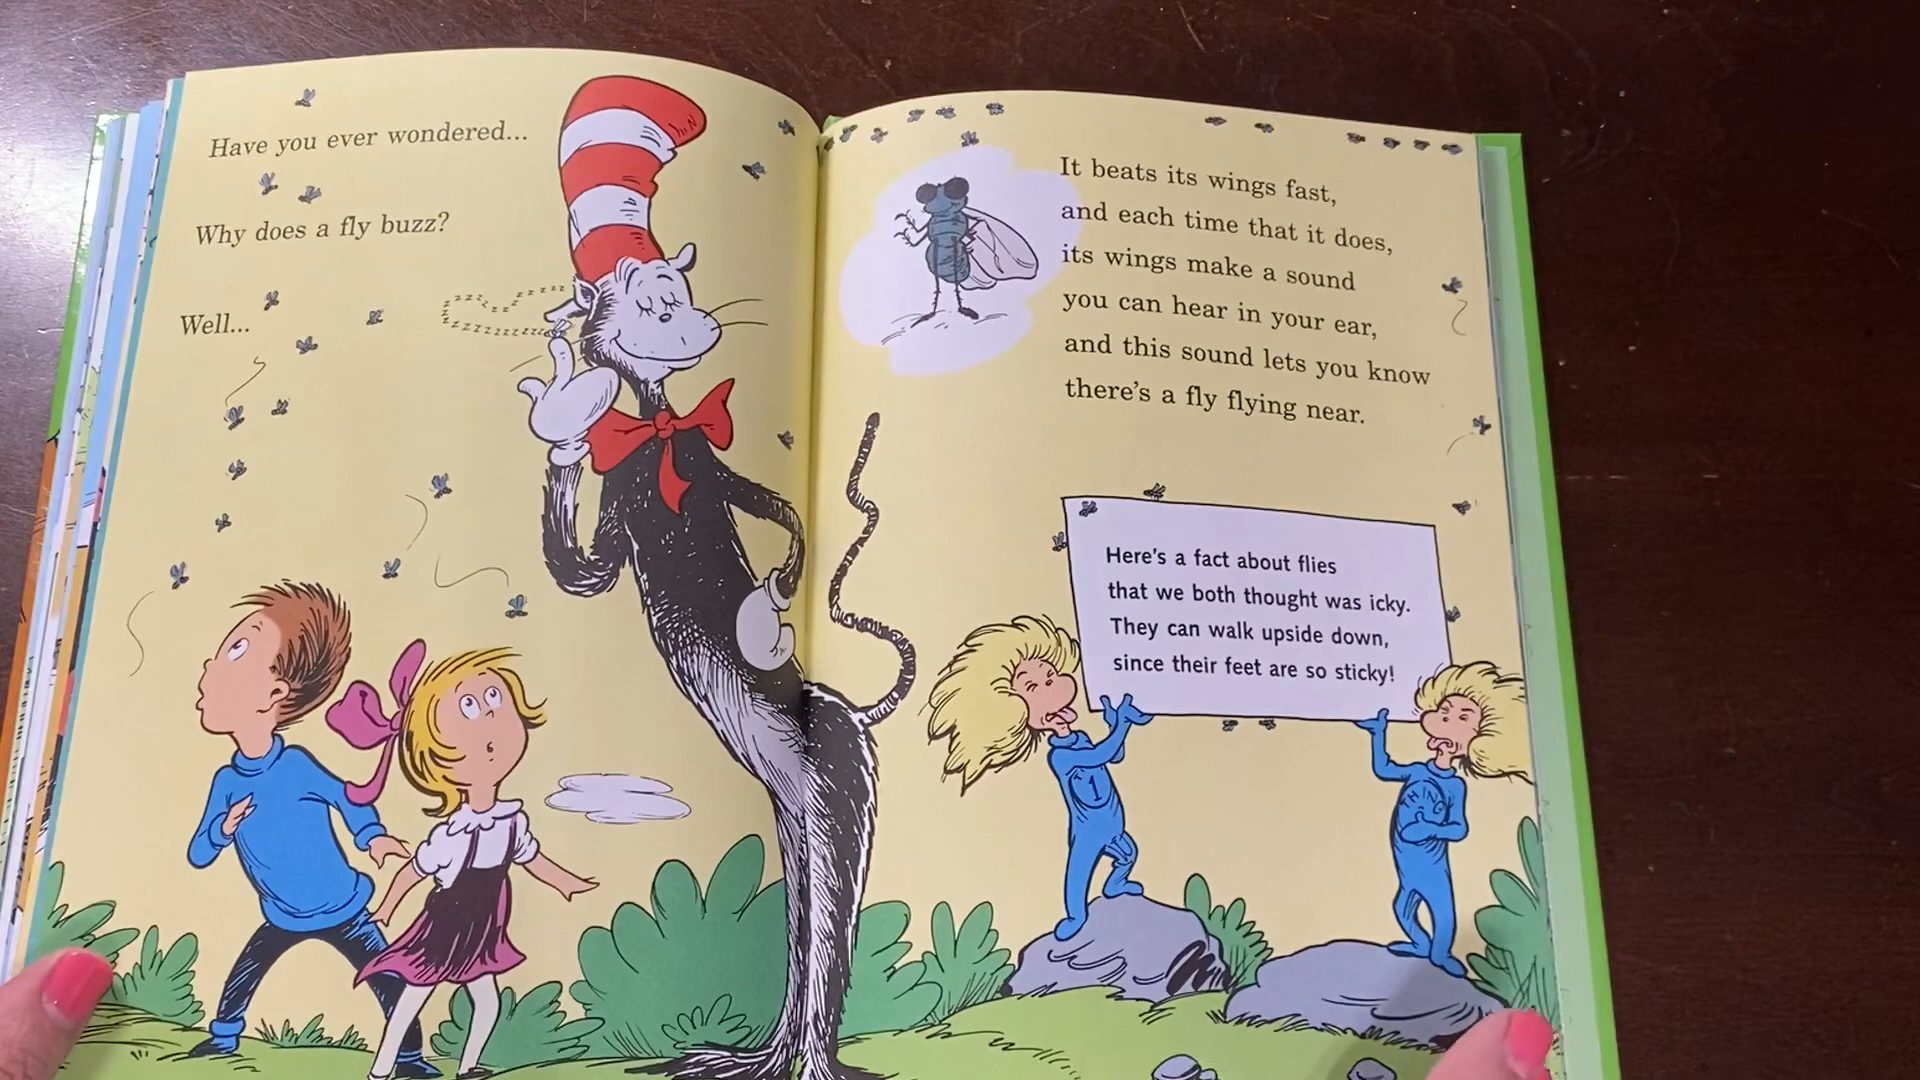 Have you ever wondered...
Why does a fly buzz?
Well...
zzzzzzzzzzzzzzzzzz
It beats its wings fast,
and each time that it does,
its wings make a sound
you can hear in your ear,
and this sound lets you know
there's a fly flying near.
Here's a fact about flies
that we both thought was icky.
They can walk upside down,
since their feet are so sticky!
1
THING